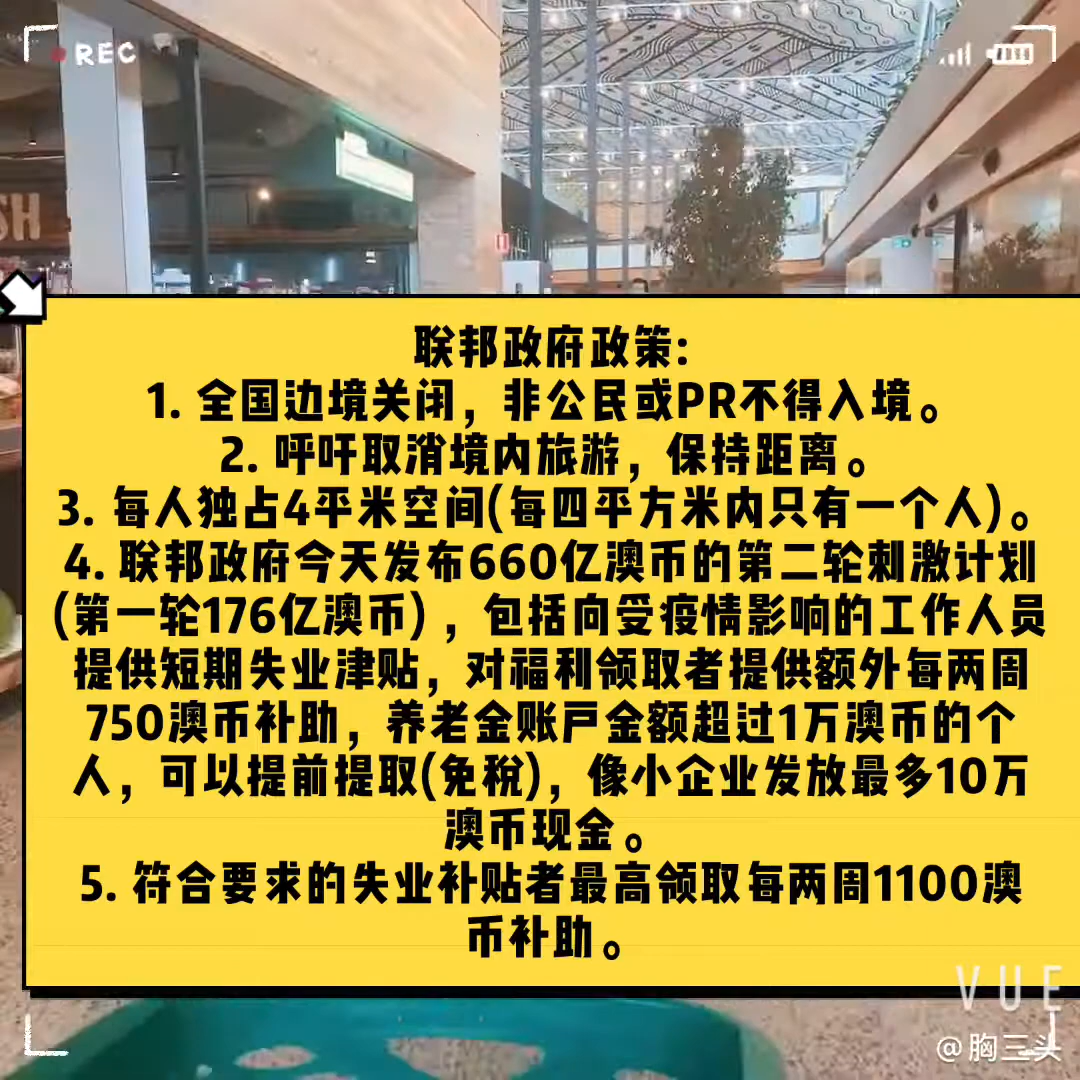 REC
SH
联邦政府政策:
1. 全国边境关闭，非公民或PR不得入境。
2. 呼吁取消境内旅游，保持距离。
3. 每人独占4平米空间(每四平方米内只有一个人)。
4. 联邦政府今天发布660亿澳币的第二轮刺激计划
(第一轮176亿澳币)，包括向受疫情影响的工作人员
提供短期失业津贴，对福利领取者提供额外每两周
750澳币补助，养老金账户金额超过1万澳币的个
人，可以提前提取(免税)，像小企业发放最多10万
澳币现金。
5. 符合要求的失业补贴者最高领取每两周1100澳
币补助。
VUE
@胸三头